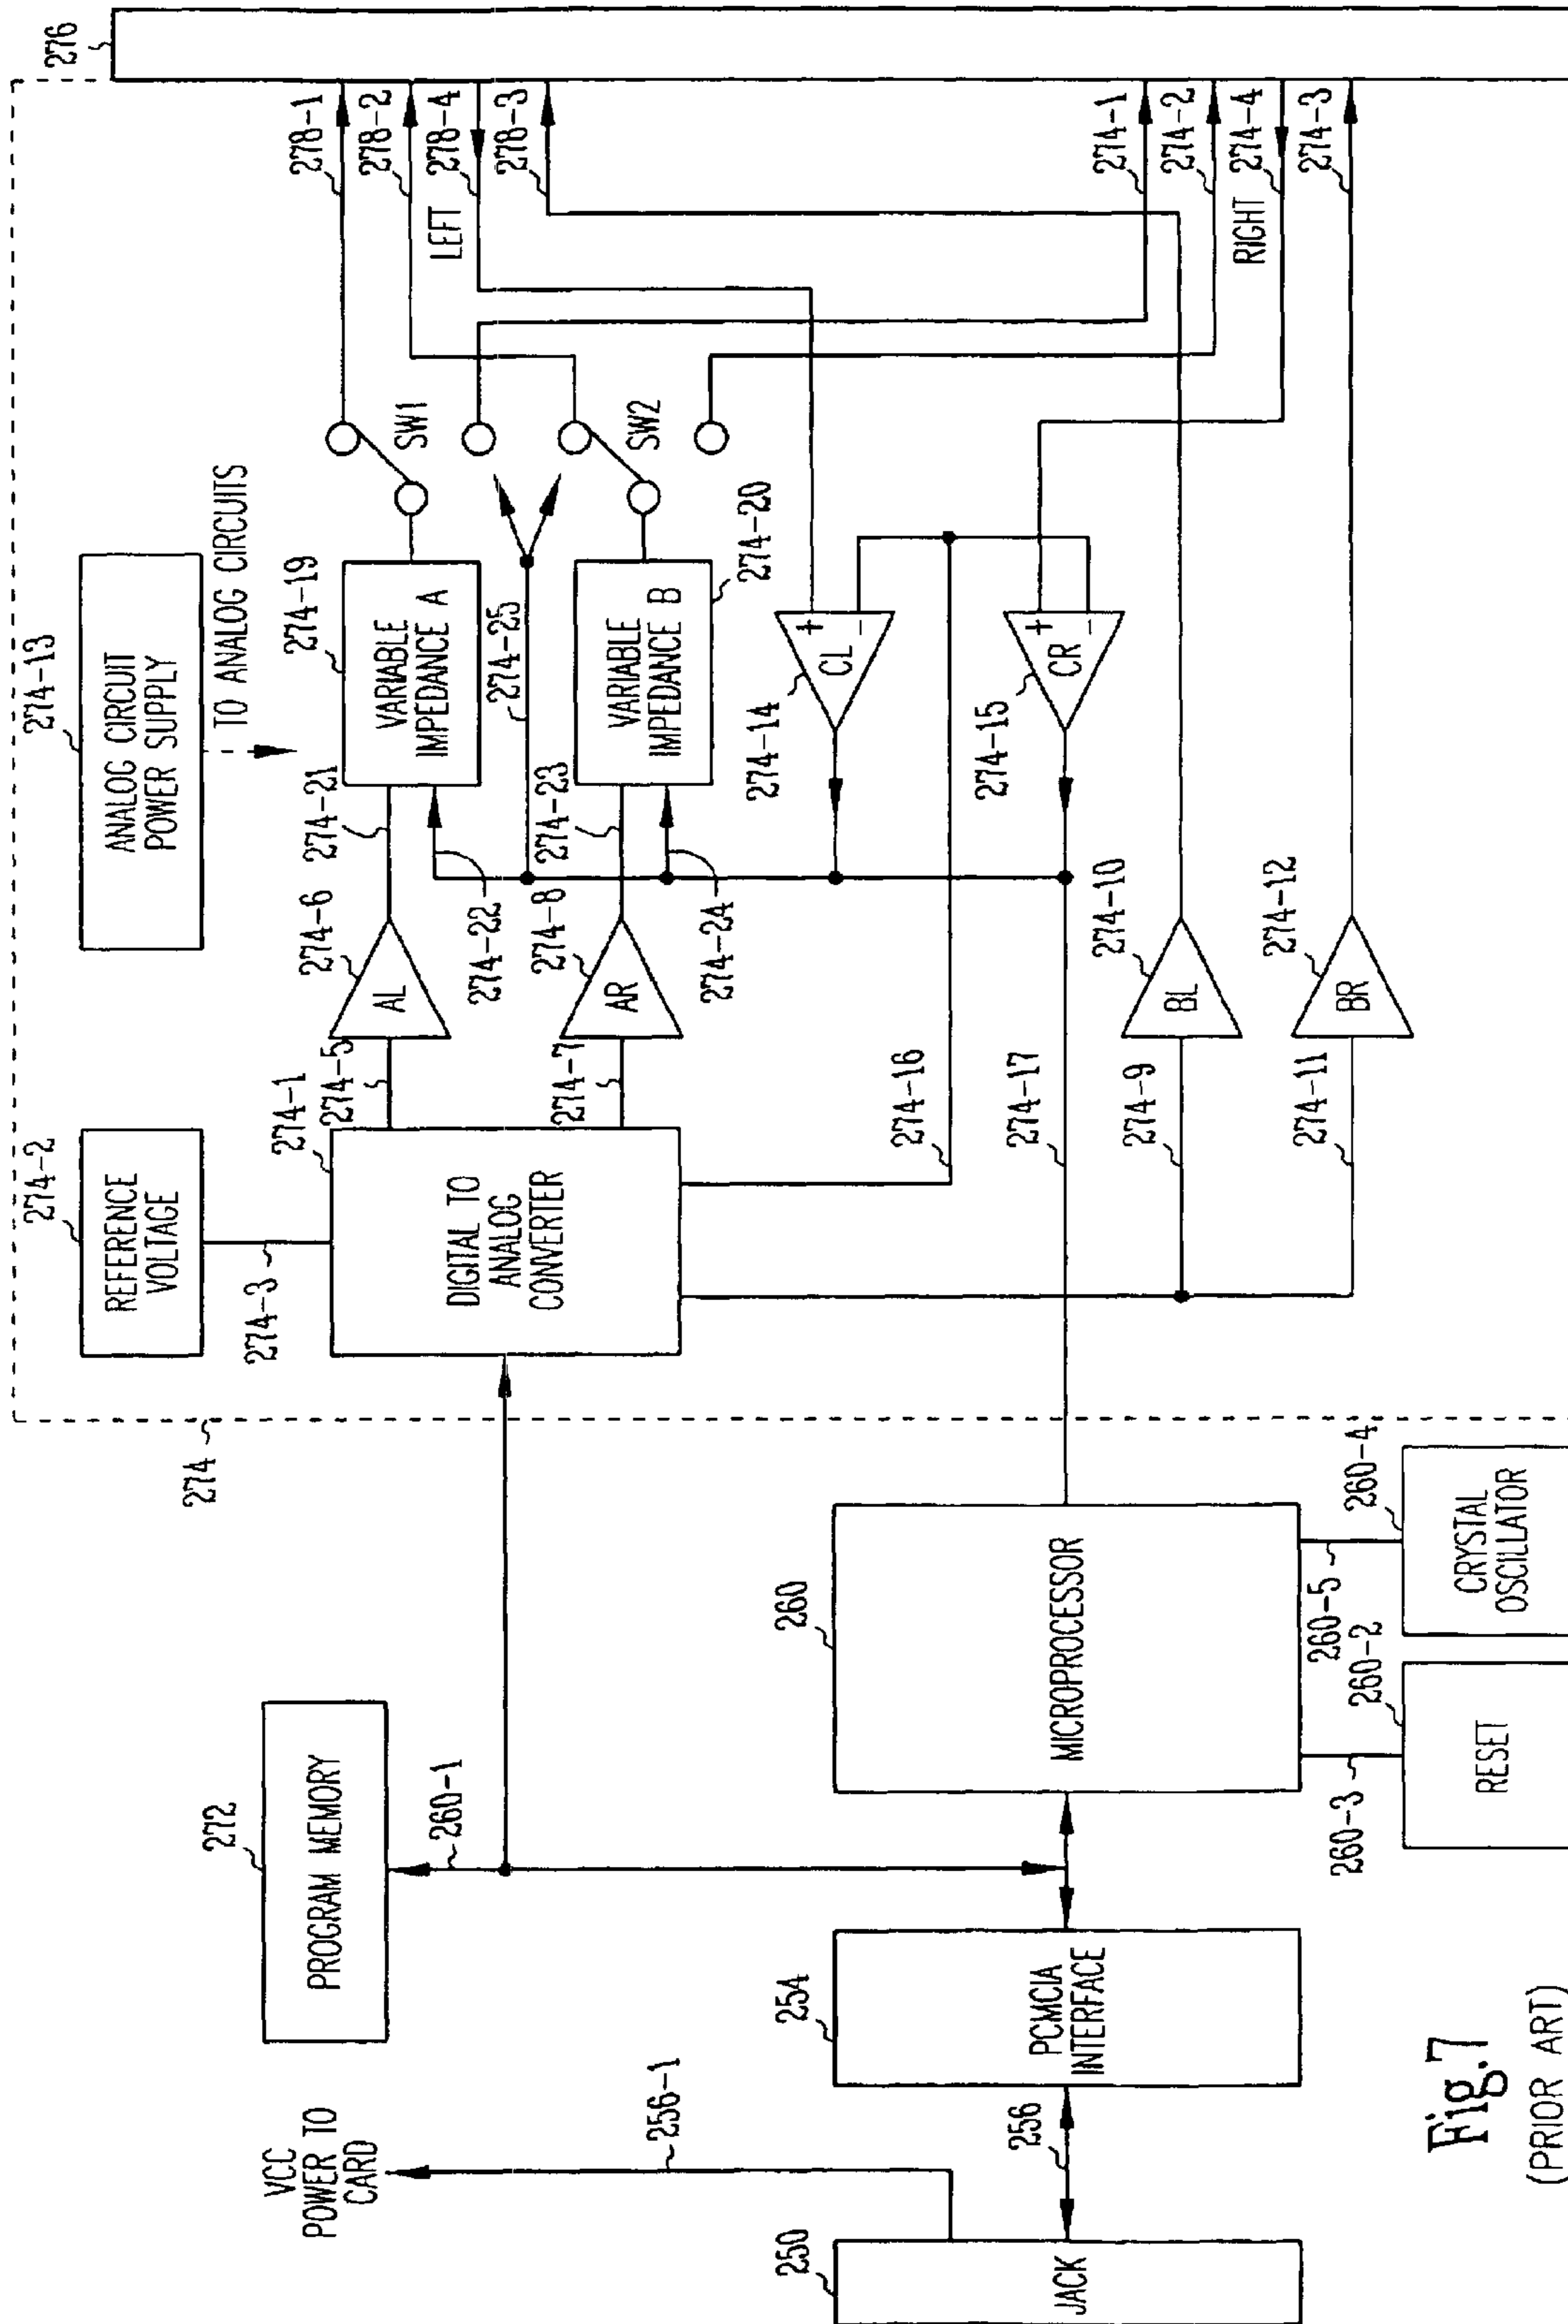 276
278-1
278-2
278-4
278-3
LEFT
274-1
274-2
RIGHT
274-4
274-3
SW1
SW2
274-13
ANALOG CIRCUIT
POWER SUPPLY
TO ANALOG CIRCUITS
274-19
VARIABLE
IMPEDANCE A
274-25
VARIABLE
IMPEDANCE B
274-20
274-21
274-22
274-23
274-24
274-14
CL
+
-
274-15
CR
+
-
274-6
AL
274-8
AR
274-10
BL
274-12
BR
274-2
REFERENCE
VOLTAGE
274-3
274-1
274-5
274-7
DIGITAL TO
ANALOG
CONVERTER
274-16
274-17
274-9
274-11
274
272
PROGRAM MEMORY
260-1
260
MICROPROCESSOR
260-5
260-4
CRYSTAL
OSCILLATOR
260-3
260-2
RESET
254
PCMCIA
INTERFACE
256
256-1
VCC
POWER TO
CARD
250
JACK
Fig.7
(PRIOR ART)